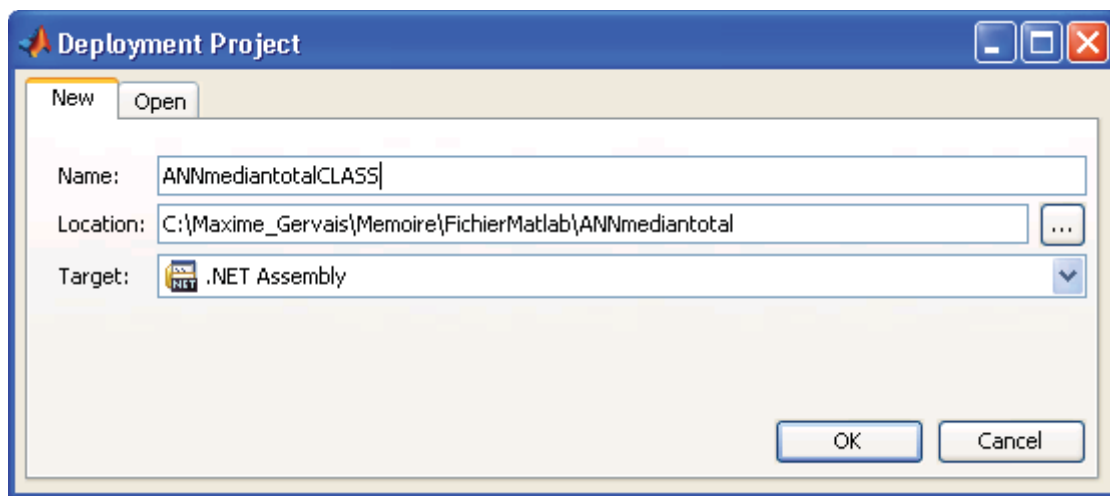 Deployment Project
New Open
Name: ANNmediantotalCLASS
Location: C:\Maxime_Gervais\Memoire\FichierMatlab\ANNmediantotal ...
Target: .NET Assembly
OK Cancel